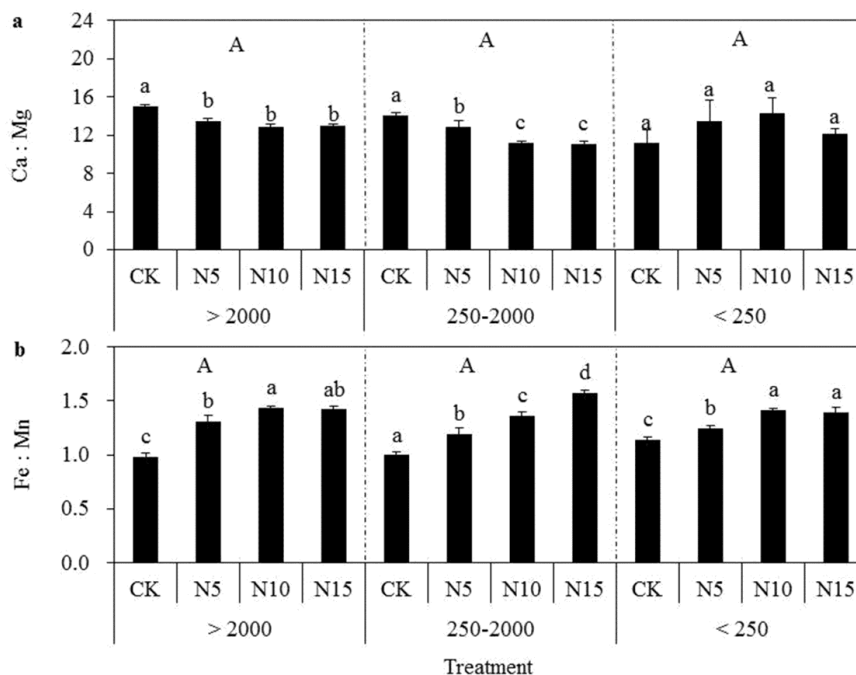 a
24
A
A
A
20
16
a
b
b
b
a
b
c
c
a
a
a
a
12
8
4
0
Ca : Mg
CK N5 N10 N15 CK N5 N10 N15 CK N5 N10 N15
> 2000 250-2000 < 250
b
2.0
A
A
A
1.5
c
b
a
ab
a
b
c
d
c
b
a
a
1.0
0.5
0.0
Fe : Mn
CK N5 N10 N15 CK N5 N10 N15 CK N5 N10 N15
> 2000 250-2000 < 250
Treatment